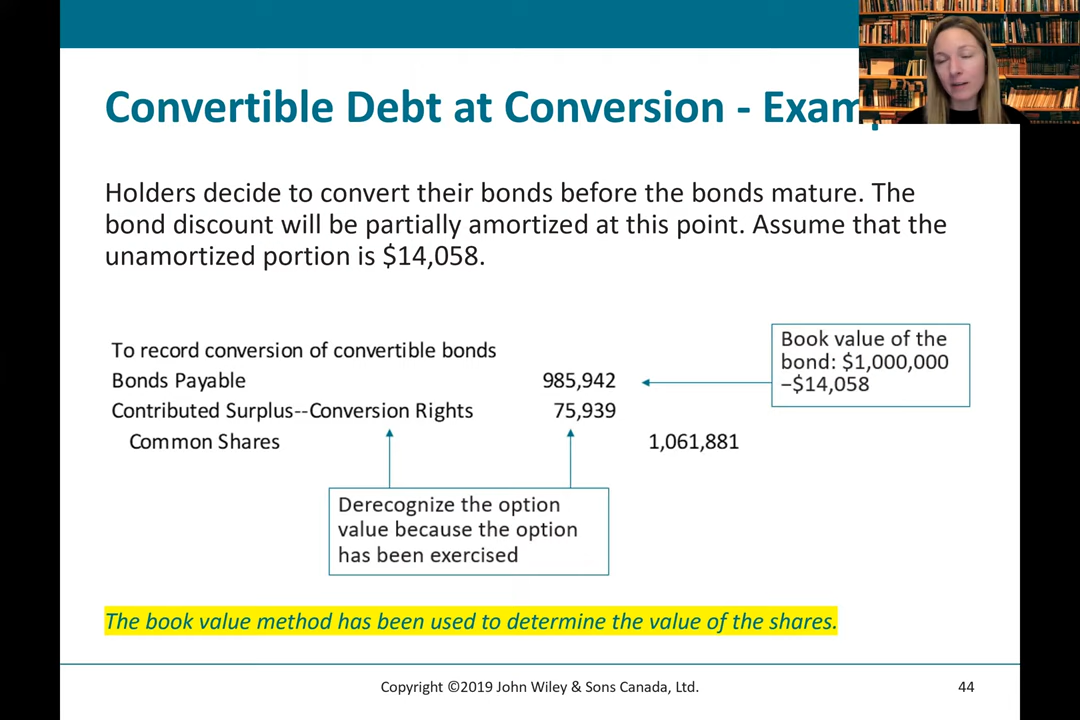 Convertible Debt at Conversion - Exam
Holders decide to convert their bonds before the bonds mature. The
bond discount will be partially amortized at this point. Assume that the
unamortized portion is $14,058.
To record conversion of convertible bonds
Bonds Payable 985,942
Contributed Surplus--Conversion Rights 75,939
Common Shares 1,061,881
Book value of the
bond: $1,000,000
−$14,058
Derecognize the option
value because the option
has been exercised
The book value method has been used to determine the value of the shares.
Copyright ©2019 John Wiley & Sons Canada, Ltd.
44